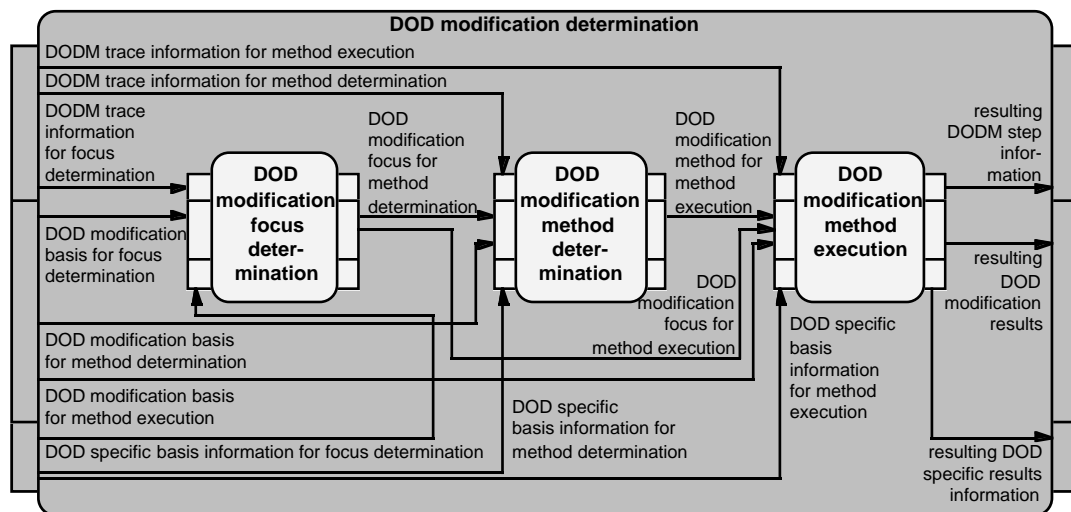 DOD modification determination
DODM trace information for method execution
DODM trace information for method determination
DODM trace
information
for focus
determination
DOD modification
basis for focus
determination
DOD
modification
focus
deter-
mination
DOD
modification
focus for
method
determination
DOD
modification
method
deter-
mination
DOD
modification
method for
method
execution
DOD
modification
method
execution
resulting
DODM step
infor-
mation
resulting
DOD
modification
results
DOD
modification
focus for
method execution
DOD specific
basis
information
for method
execution
DOD modification basis
for method determination
DOD modification basis
for method execution
DOD specific basis information for focus determination
DOD specific
basis information for
method determination
resulting DOD
specific results
information